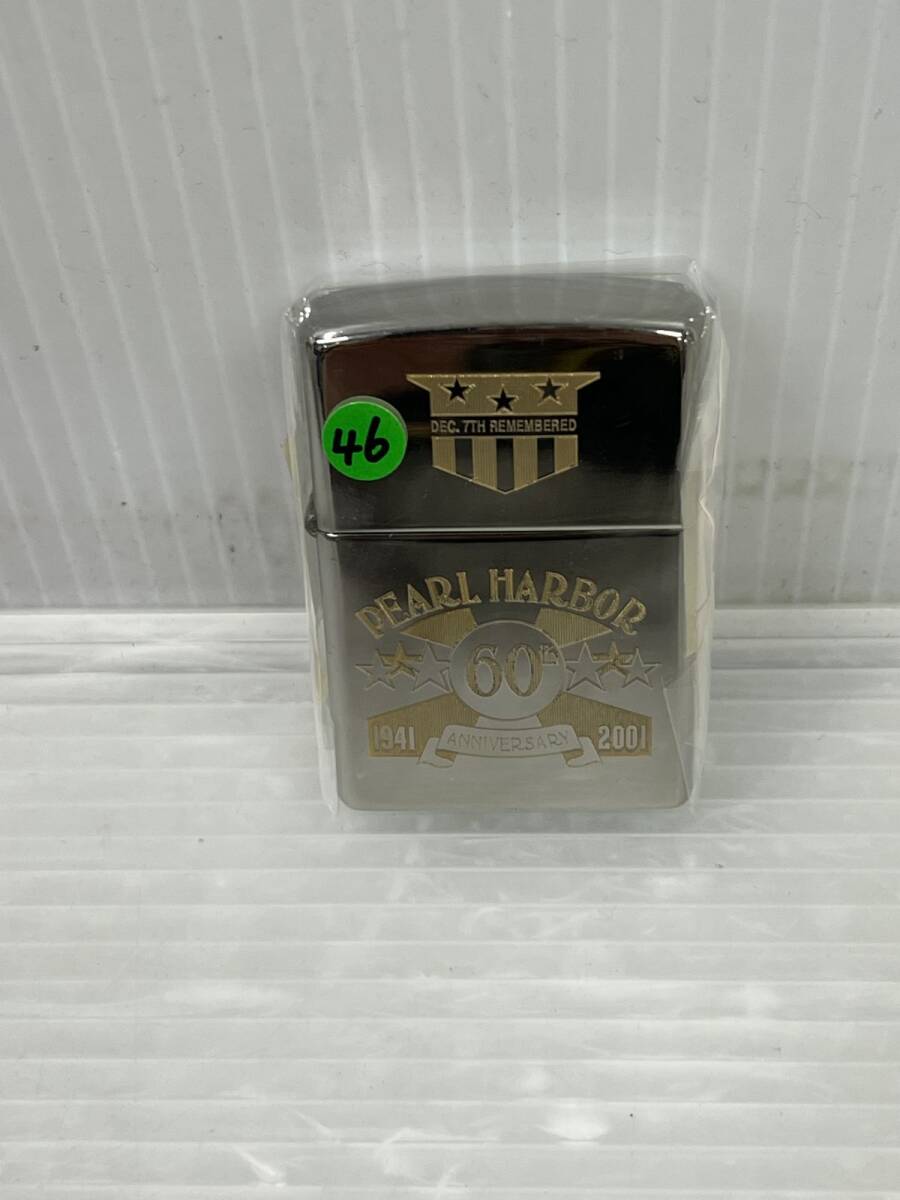 46
DEC. 7TH REMEMBERED
PEARL HARBOR
60th
1941 ANNIVERSARY 2001